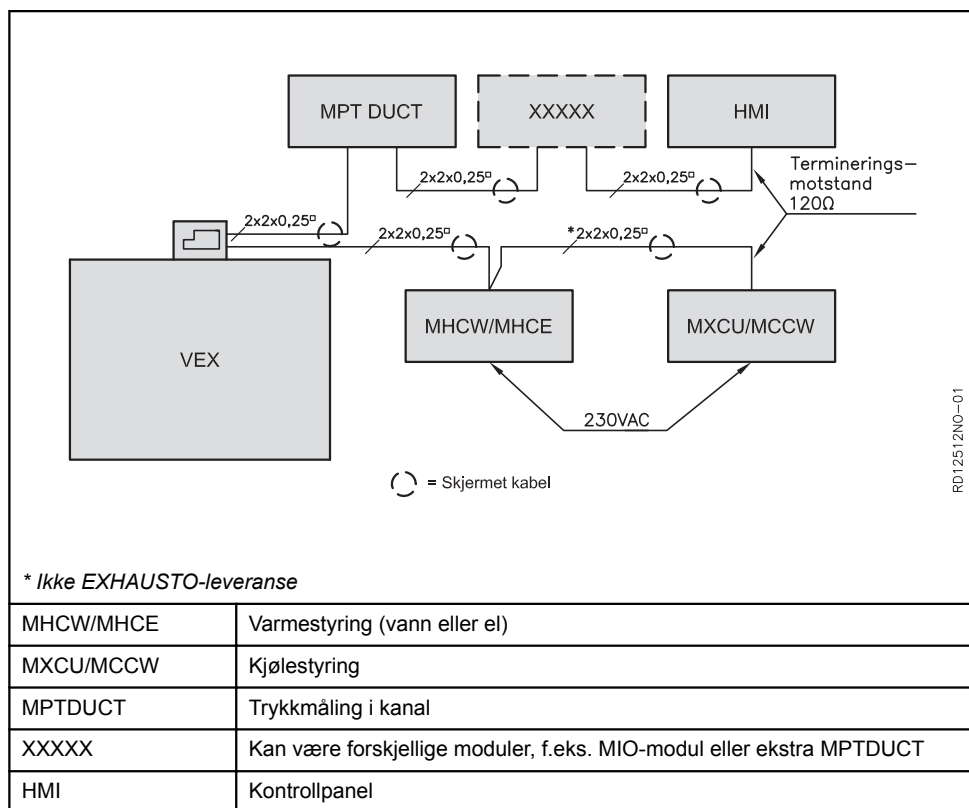 MPT DUCT
XXXXX
HMI
Terminerings-
motstand
120Ω
2x2x0,25¤
2x2x0,25¤
2x2x0,25¤
2x2x0,25¤
*2x2x0,25¤
MHCW/MHCE
MXCU/MCCW
VEX
230VAC
= Skjermet kabel
RD12512NO-01
* Ikke EXHAUSTO-leveranse
MHCW/MHCE Varmestyring (vann eller el)
MXCU/MCCW Kjølestyring
MPTDUCT Trykkmåling i kanal
XXXXX Kan være forskjellige moduler, f.eks. MIO-modul eller ekstra MPTDUCT
HMI Kontrollpanel